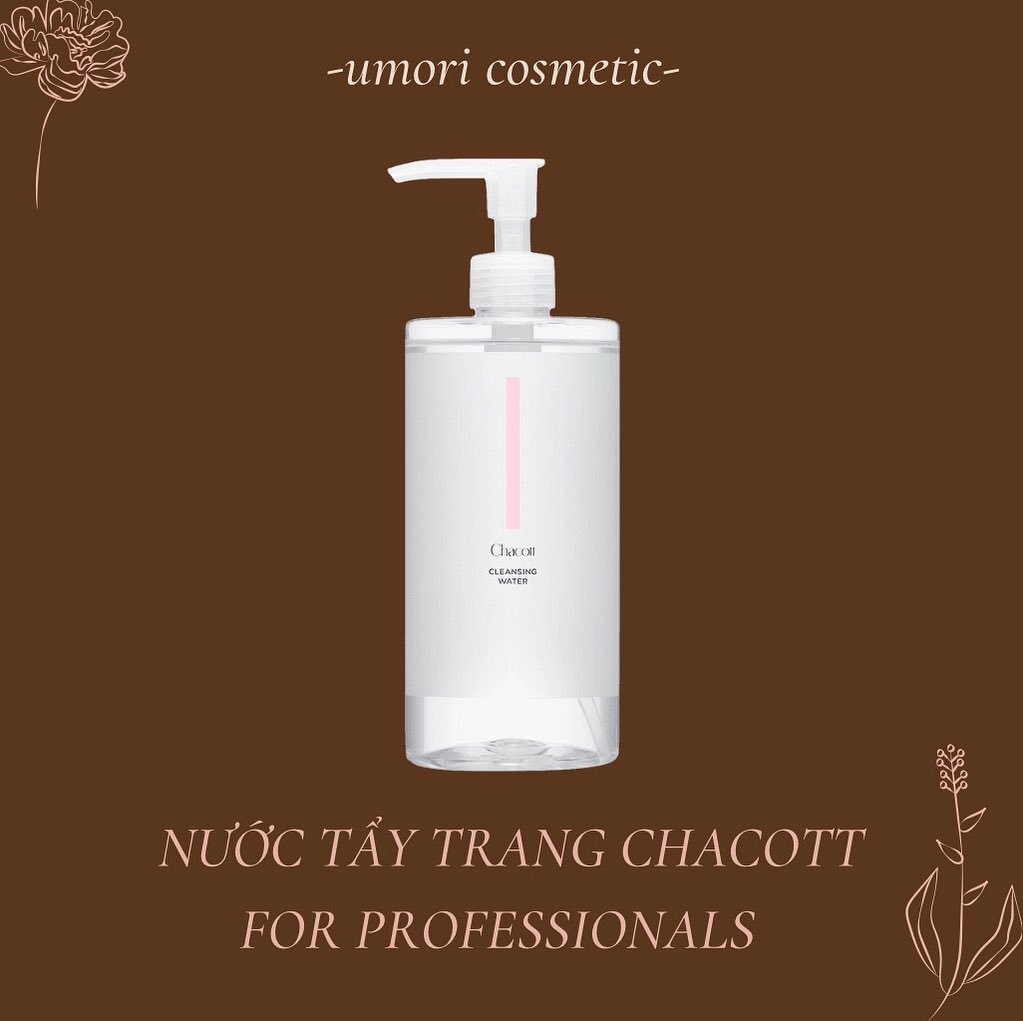 -umori cosmetic-
Chacott
CLEANSING
WATER
NƯỚC TẨY TRANG CHACOTT
FOR PROFESSIONALS